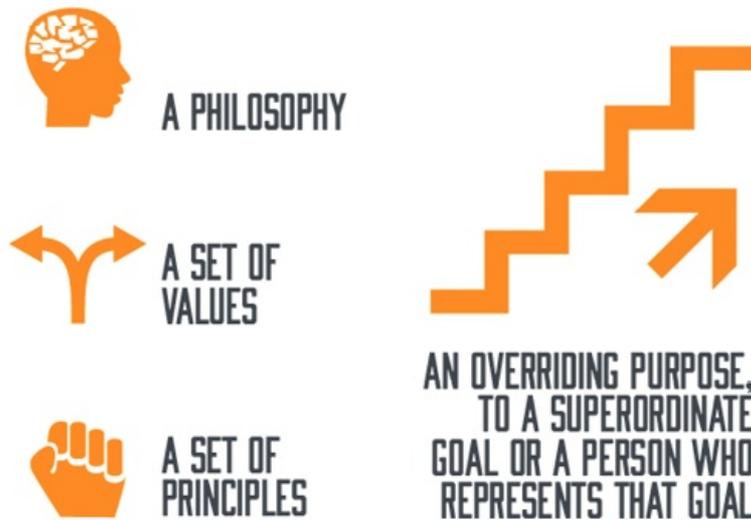 A PHILOSOPHY
A SET OF
VALUES
A SET OF
PRINCIPLES
AN OVERRIDING PURPOSE,
TO A SUPERORDINATE
GOAL OR A PERSON WHO
REPRESENTS THAT GOAL